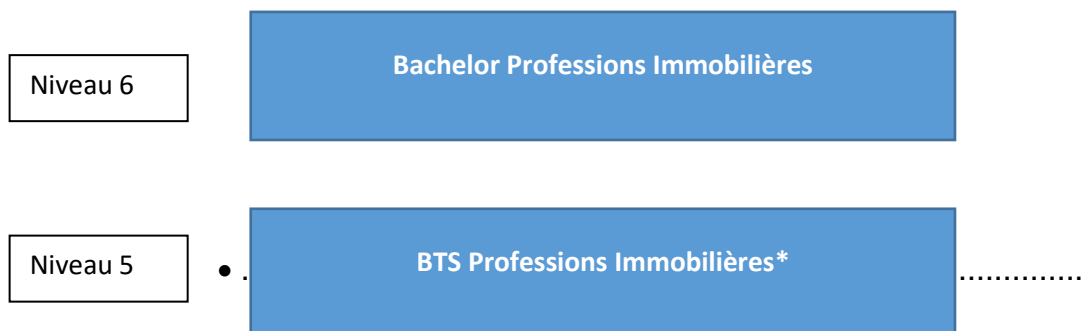 Bachelor Professions Immobilières
Niveau 6
BTS Professions Immobilières*
Niveau 5
• . ..............